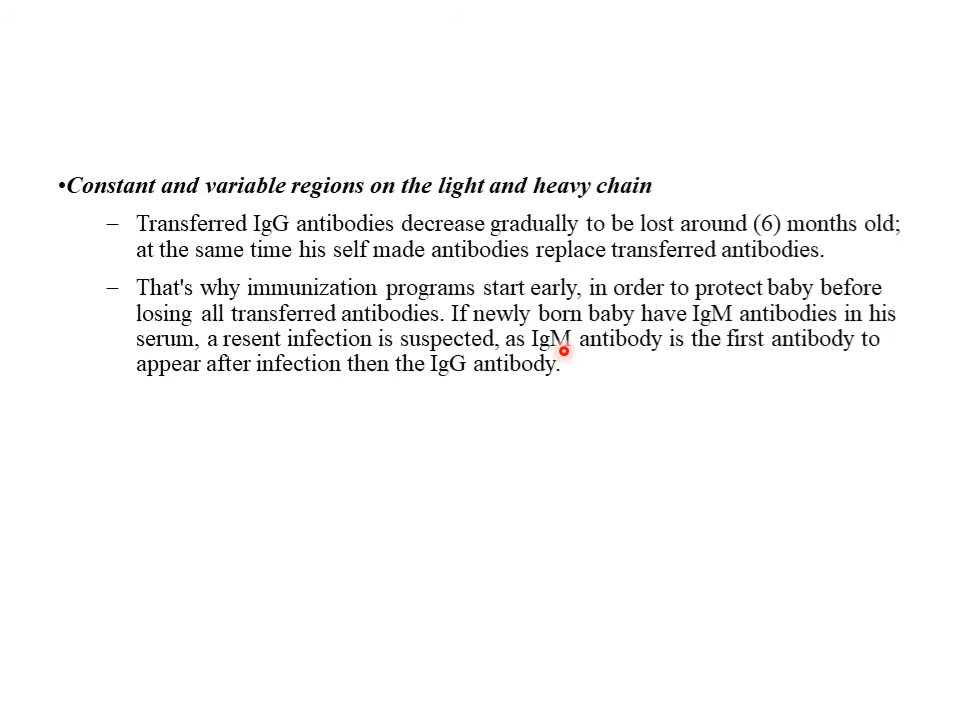 •Constant and variable regions on the light and heavy chain
– Transferred IgG antibodies decrease gradually to be lost around (6) months old;
at the same time his self made antibodies replace transferred antibodies.
– That's why immunization programs start early, in order to protect baby before
losing all transferred antibodies. If newly born baby have IgM antibodies in his
serum, a resent infection is suspected, as IgM antibody is the first antibody to
appear after infection then the IgG antibody.